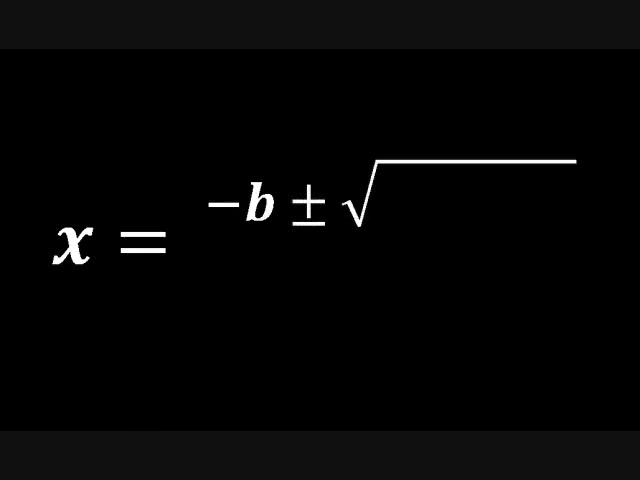 x = −b ± √